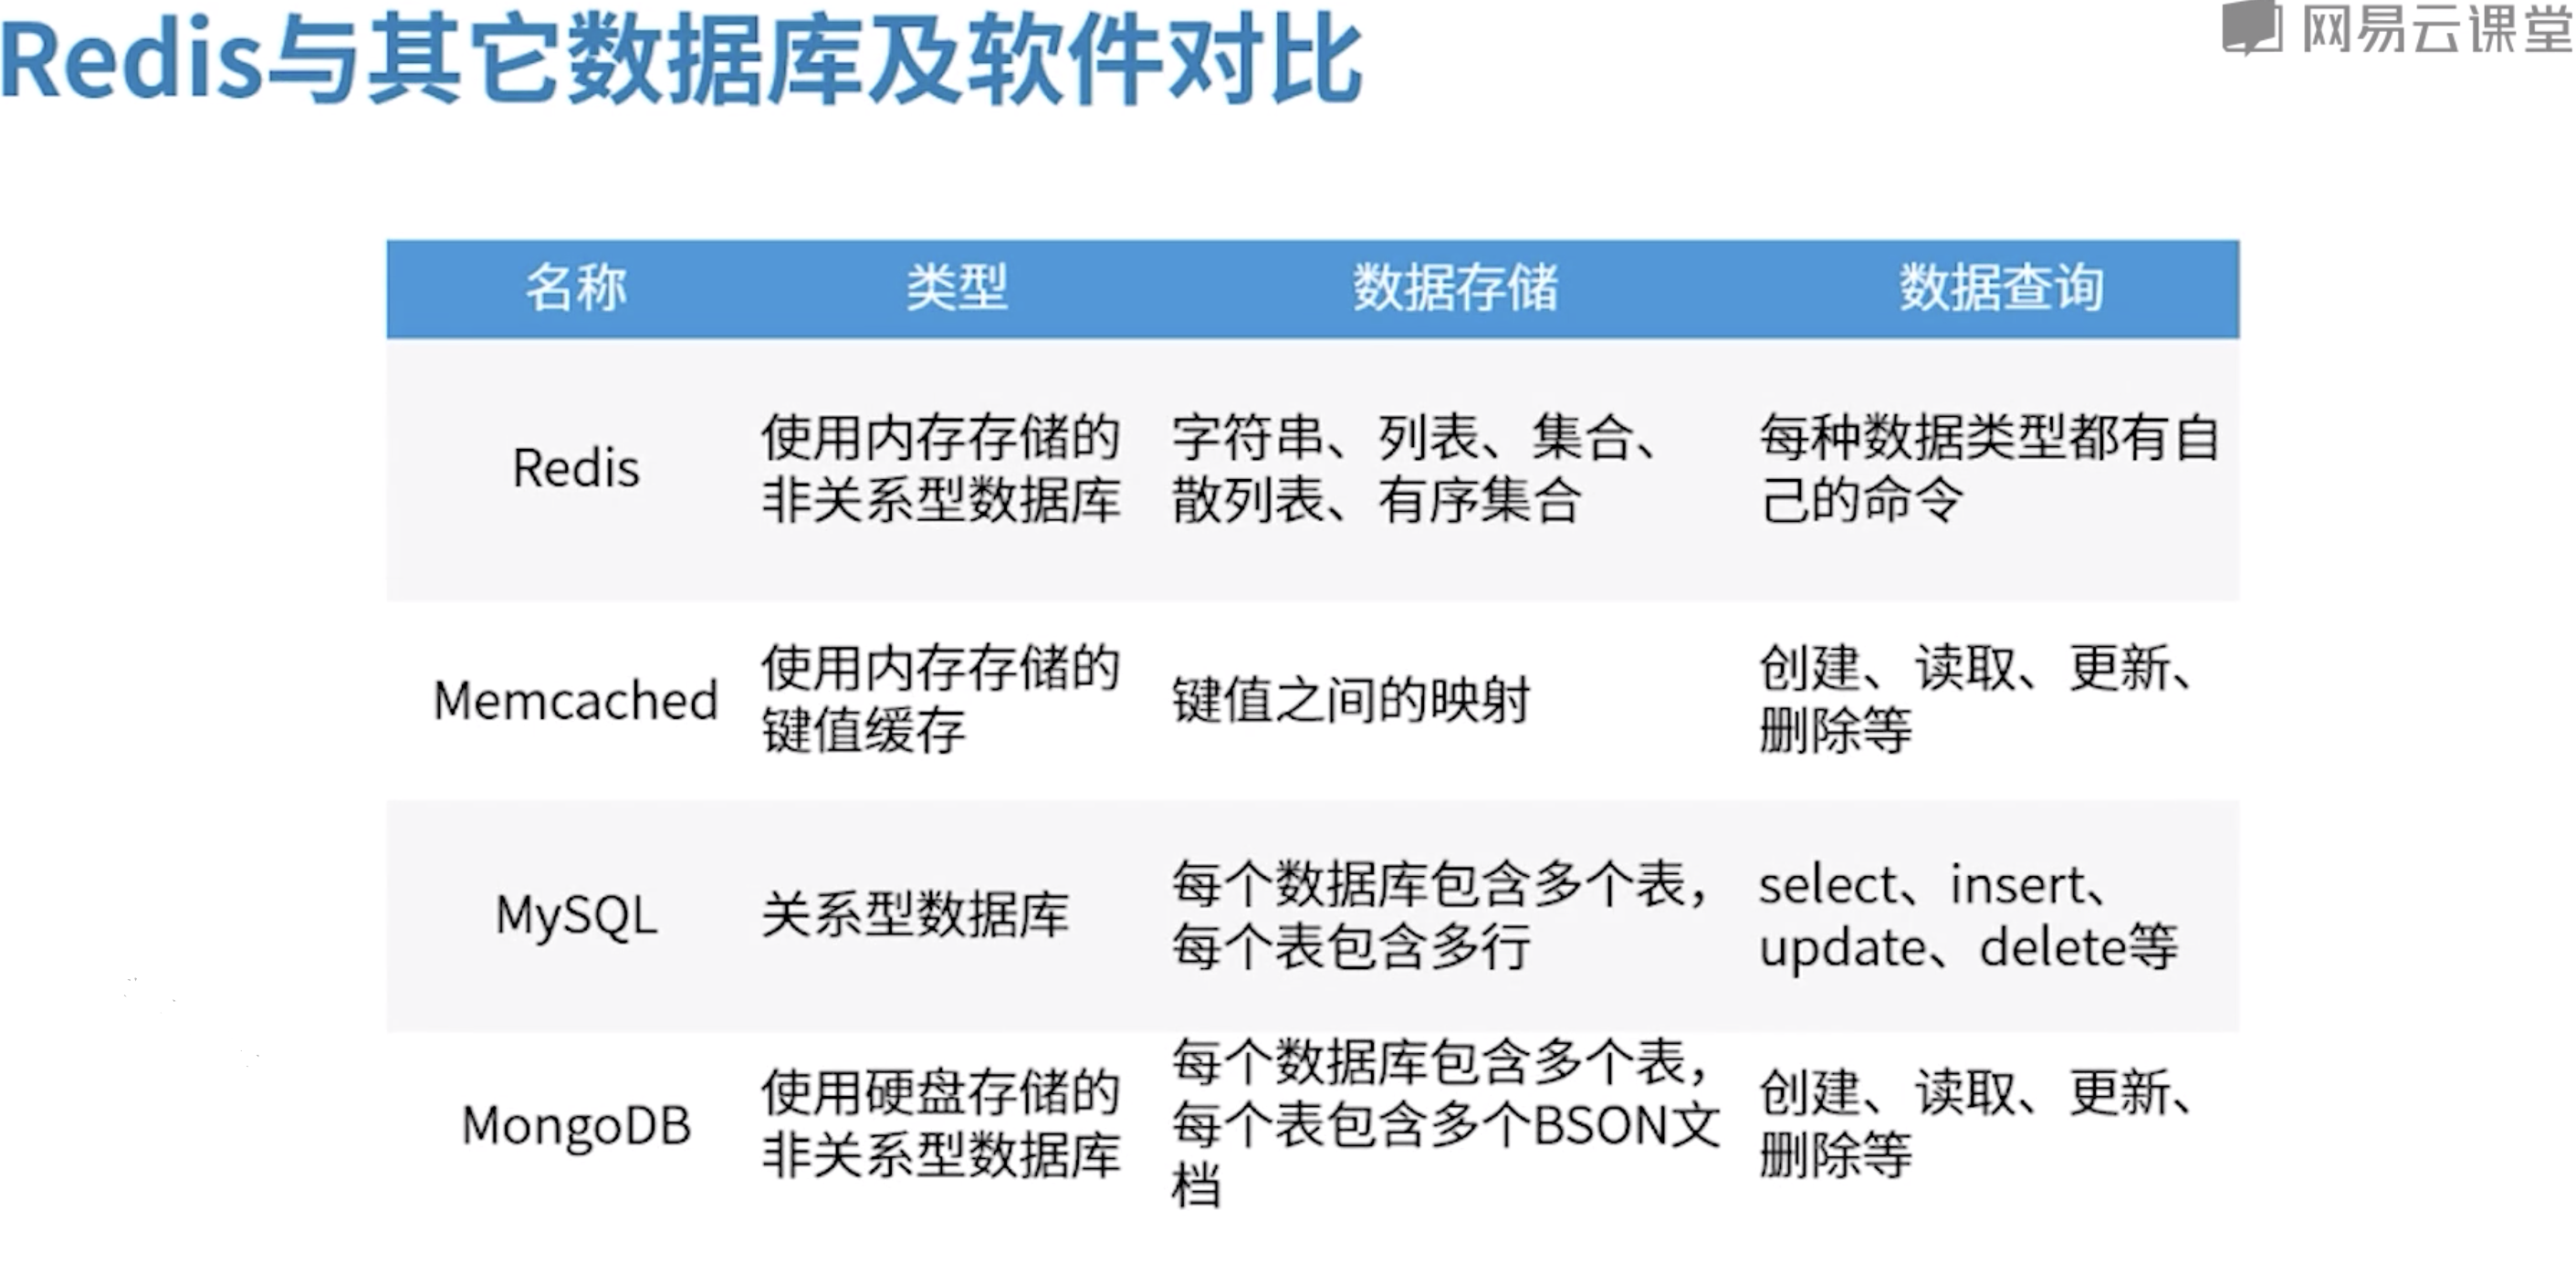 Redis与其它数据库及软件对比
网易云课堂
名称 类型 数据存储 数据查询
Redis
使用内存存储的
非关系型数据库
字符串、列表、集合、
散列表、有序集合
每种数据类型都有自
己的命令
Memcached
使用内存存储的
键值缓存
键值之间的映射
创建、读取、更新、
删除等
MySQL
关系型数据库
每个数据库包含多个表，
每个表包含多行
select、insert、
update、delete等
MongoDB
使用硬盘存储的
非关系型数据库
每个数据库包含多个表，
每个表包含多个BSON文
档
创建、读取、更新、
删除等